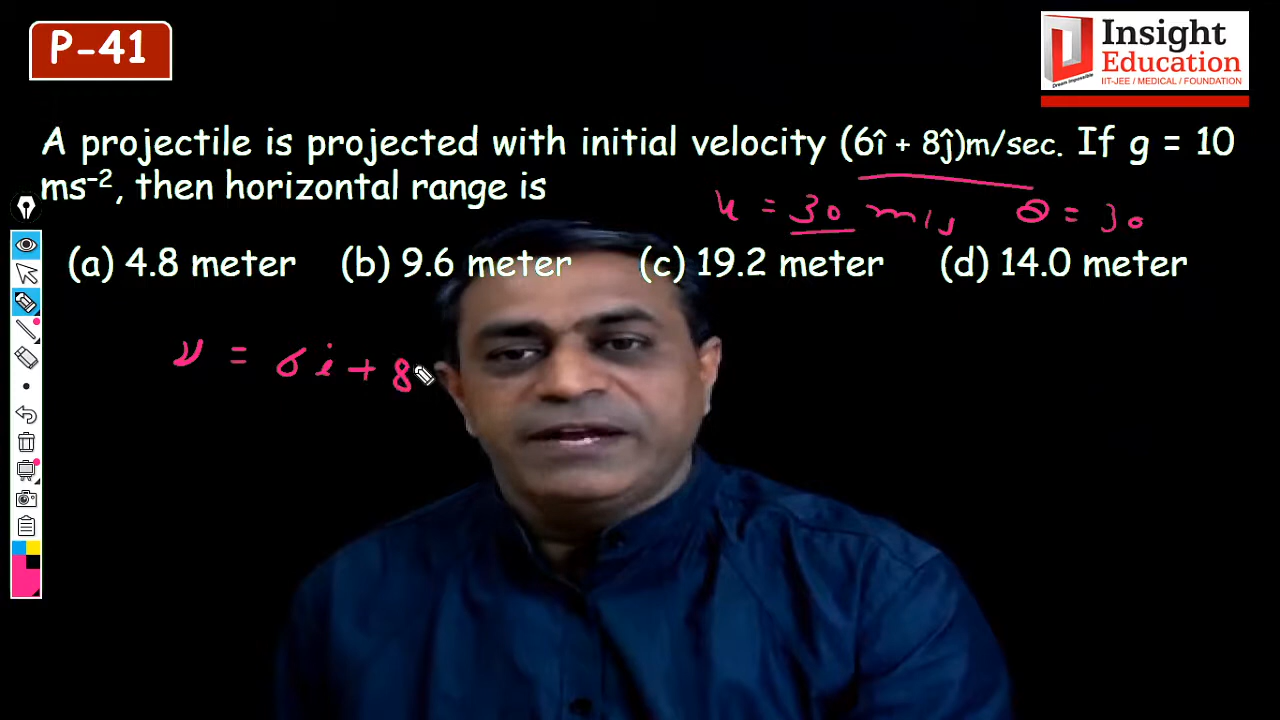 P-41
Insight
Education
IIT-JEE / MEDICAL / FOUNDATION
Dream Impossible
A projectile is projected with initial velocity (6î + 8ĵ)m/sec. If g = 10
ms⁻², then horizontal range is
u = 30 m/s θ = 30
(a) 4.8 meter (b) 9.6 meter (c) 19.2 meter (d) 14.0 meter
v = 6i + 8